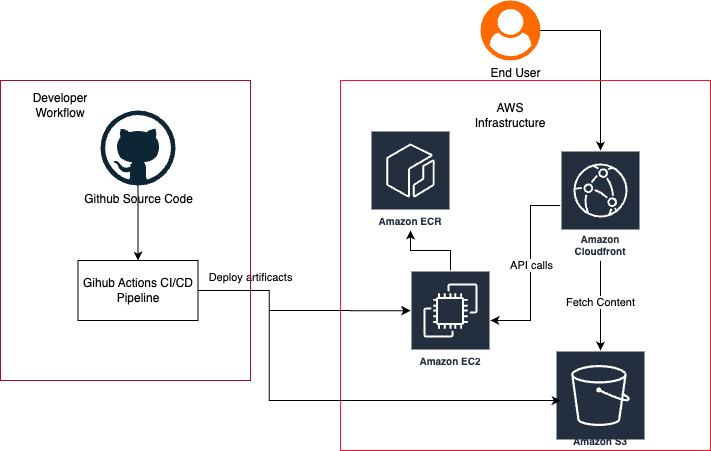 End User
Developer
Workflow
AWS
Infrastructure
Github Source Code
Amazon ECR
Amazon
Cloudfront
API calls
Deploy artificacts
Gihub Actions CI/CD
Pipeline
Fetch Content
Amazon EC2
Amazon S3